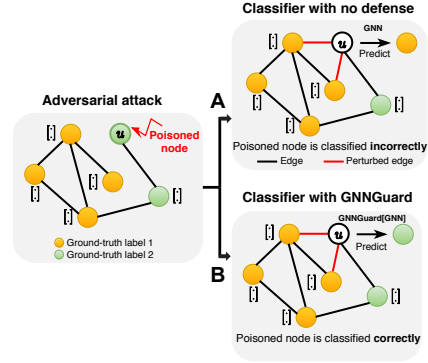 Adversarial attack
[:]
u
Poisoned
node
[:]
[:]
[:]
[:]
Ground-truth label 1
Ground-truth label 2
A
Classifier with no defense
[:]
u
GNN
Predict
[:]
[:]
[:]
[:]
Poisoned node is classified incorrectly
Edge
Perturbed edge
B
Classifier with GNNGuard
[:]
u
GNNGuard[GNN]
Predict
[:]
[:]
[:]
[:]
Poisoned node is classified correctly